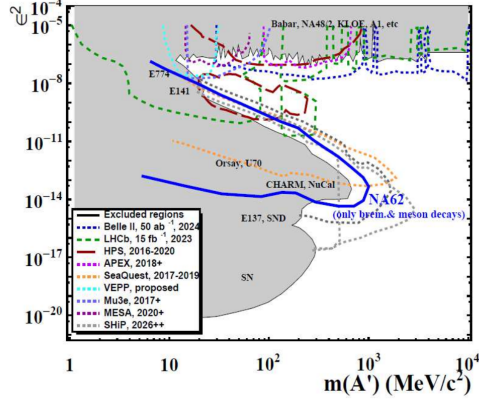 ϵ²
10⁻⁵
10⁻⁸
10⁻¹¹
10⁻¹⁴
10⁻¹⁷
10⁻²⁰
Babar, NA48/2, KLOE, A1, etc
E774
E141
Orsay, U70
CHARM, NuCal
NA62
(only brem.& meson decays)
E137, SND
SN
Excluded regions
Belle II, 50 ab⁻¹, 2024
LHCb, 15 fb⁻¹, 2023
HPS, 2016-2020
APEX, 2018+
SeaQuest, 2017-2019
VEPP, proposed
Mu3e, 2017+
MESA, 2020+
SHiP, 2026++
1 10 10² 10³ 10⁴
m(A') (MeV/c²)